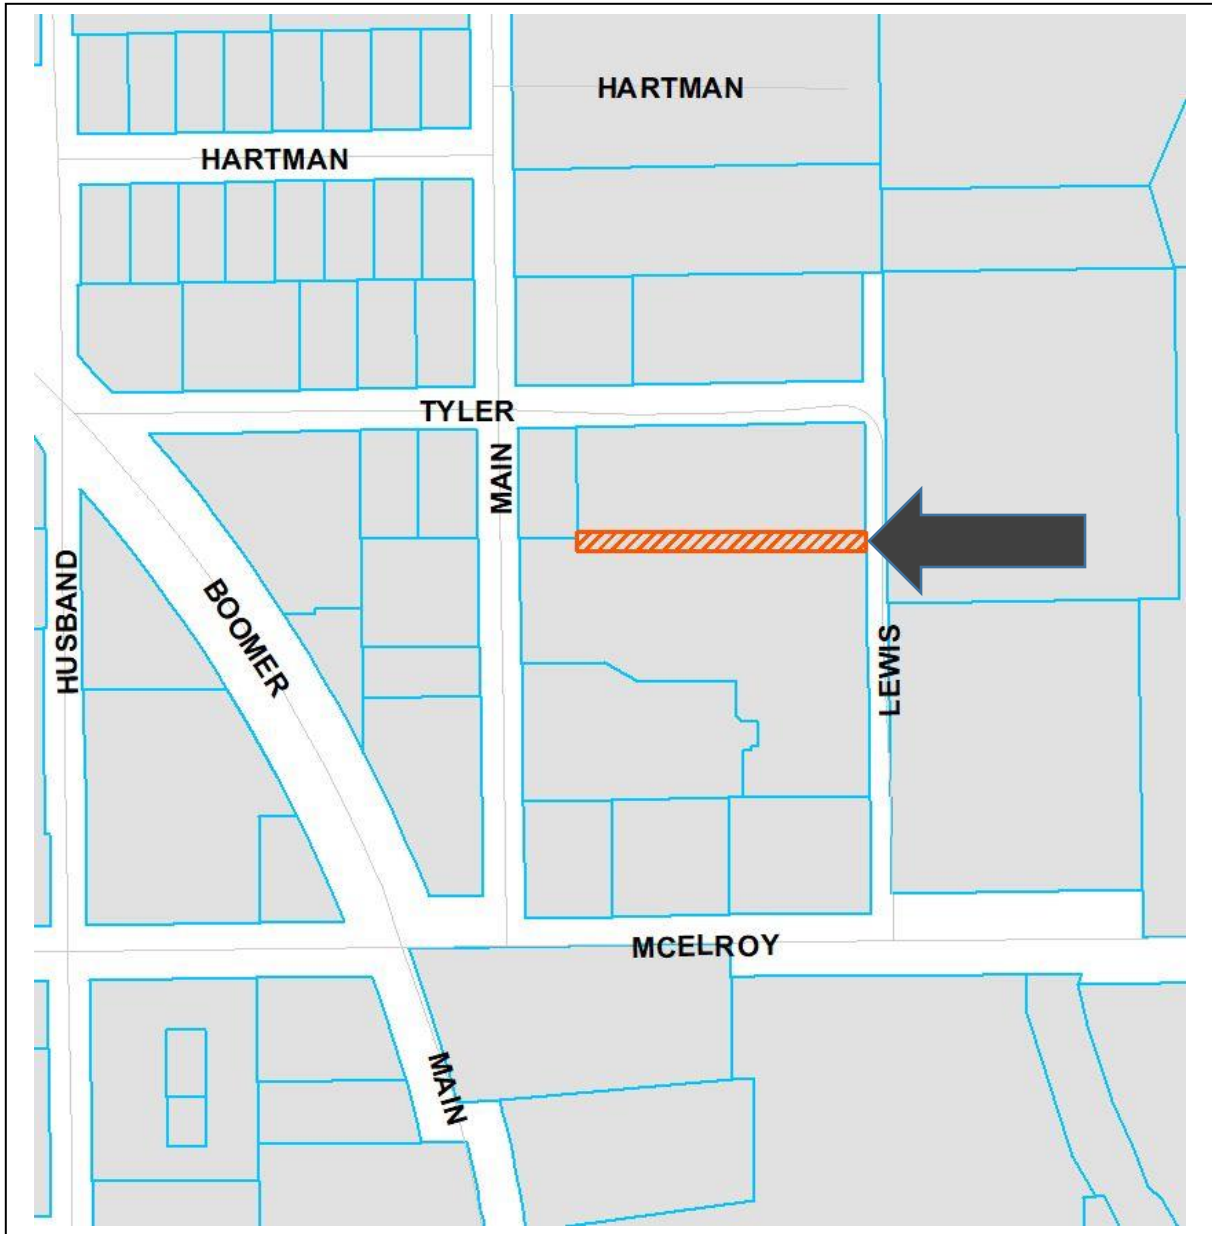 HARTMAN
HARTMAN
TYLER
MAIN
HUSBAND
BOOMER
LEWIS
MCELROY
MAIN